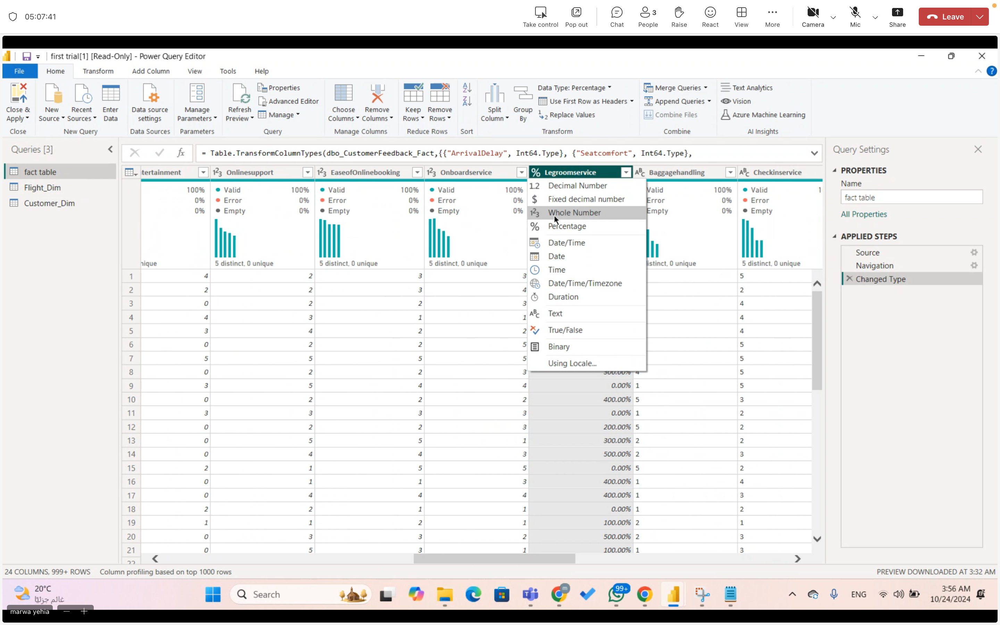 05:07:41
Take control
Pop out
Chat
People
3
Raise
React
View
More
Camera
Mic
Share
Leave
first trial[1] [Read-Only] - Power Query Editor
File
Home
Transform
Add Column
View
Tools
Help
Close &
Apply
New
Source
Recent
Sources
Enter
Data
Data source
settings
Manage
Parameters
Refresh
Preview
Properties
Advanced Editor
Manage
Choose
Columns
Remove
Columns
Keep
Rows
Remove
Rows
Split
Column
Group
By
Data Type: Percentage
Use First Row as Headers
Replace Values
Merge Queries
Append Queries
Combine Files
Text Analytics
Vision
Azure Machine Learning
Close
New Query
Data Sources
Parameters
Query
Manage Columns
Reduce Rows
Sort
Transform
Combine
AI Insights
Queries [3]
fact table
Flight_Dim
Customer_Dim
fx = Table.TransformColumnTypes(dbo_CustomerFeedback_Fact,{{"ArrivalDelay", Int64.Type}, {"Seatcomfort", Int64.Type},
tertainment 123 Onlinesupport 123 EaseofOnlinebooking 123 Onboardservice % Legroomservice ABC Baggagehandling ABC Checkinservice
100% Valid 100% Valid 100% Valid 100% Valid 100% Valid 1
0% Error 0% Error 0% Error 0% Error 0% Error
0% Empty 0% Empty 0% Empty 0% Empty 0% Empty
nique 5 distinct, 0 unique 5 distinct, 0 unique 5 distinct, 0 unique istinct, 0 unique 5 distinct, 0 unique
1.2 Decimal Number
$ Fixed decimal number
123 Whole Number
% Percentage
Date/Time
Date
Time
Date/Time/Timezone
Duration
ABC Text
True/False
Binary
Using Locale...
1 4 2 3 3 5
2 2 2 3 4 2
3 0 2 2 3 4
4 4 3 1 1 4
5 3 4 2 2 4
6 0 2 2 5 5
7 5 5 5 5 5
8 0 2 2 3 300.00% 4 5
9 3 5 4 4 0.00% 1 5
10 0 2 2 2 400.00% 5 3
11 3 3 3 3 0.00% 1 2
12 0 2 2 3 200.00% 5 2
13 0 5 5 1 300.00% 2 2
14 0 4 4 3 500.00% 2 3
15 2 1 5 5 0.00% 5 2
16 0 1 1 3 400.00% 1 4
17 0 4 4 4 400.00% 1 3
18 2 2 1 1 0.00% 1 2
19 1 1 2 1 100.00% 2 1
20 0 3 3 2 500.00% 2 3
21 0 5 3 1 100.00% 1 3
22
Query Settings
PROPERTIES
Name
fact table
All Properties
APPLIED STEPS
Source
Navigation
Changed Type
24 COLUMNS, 999+ ROWS Column profiling based on top 1000 rows
PREVIEW DOWNLOADED AT 3:32 AM
20°C
غائم جزئيًا
Search
m
99+
ENG
3:56 AM
10/24/2024
marwa yehia